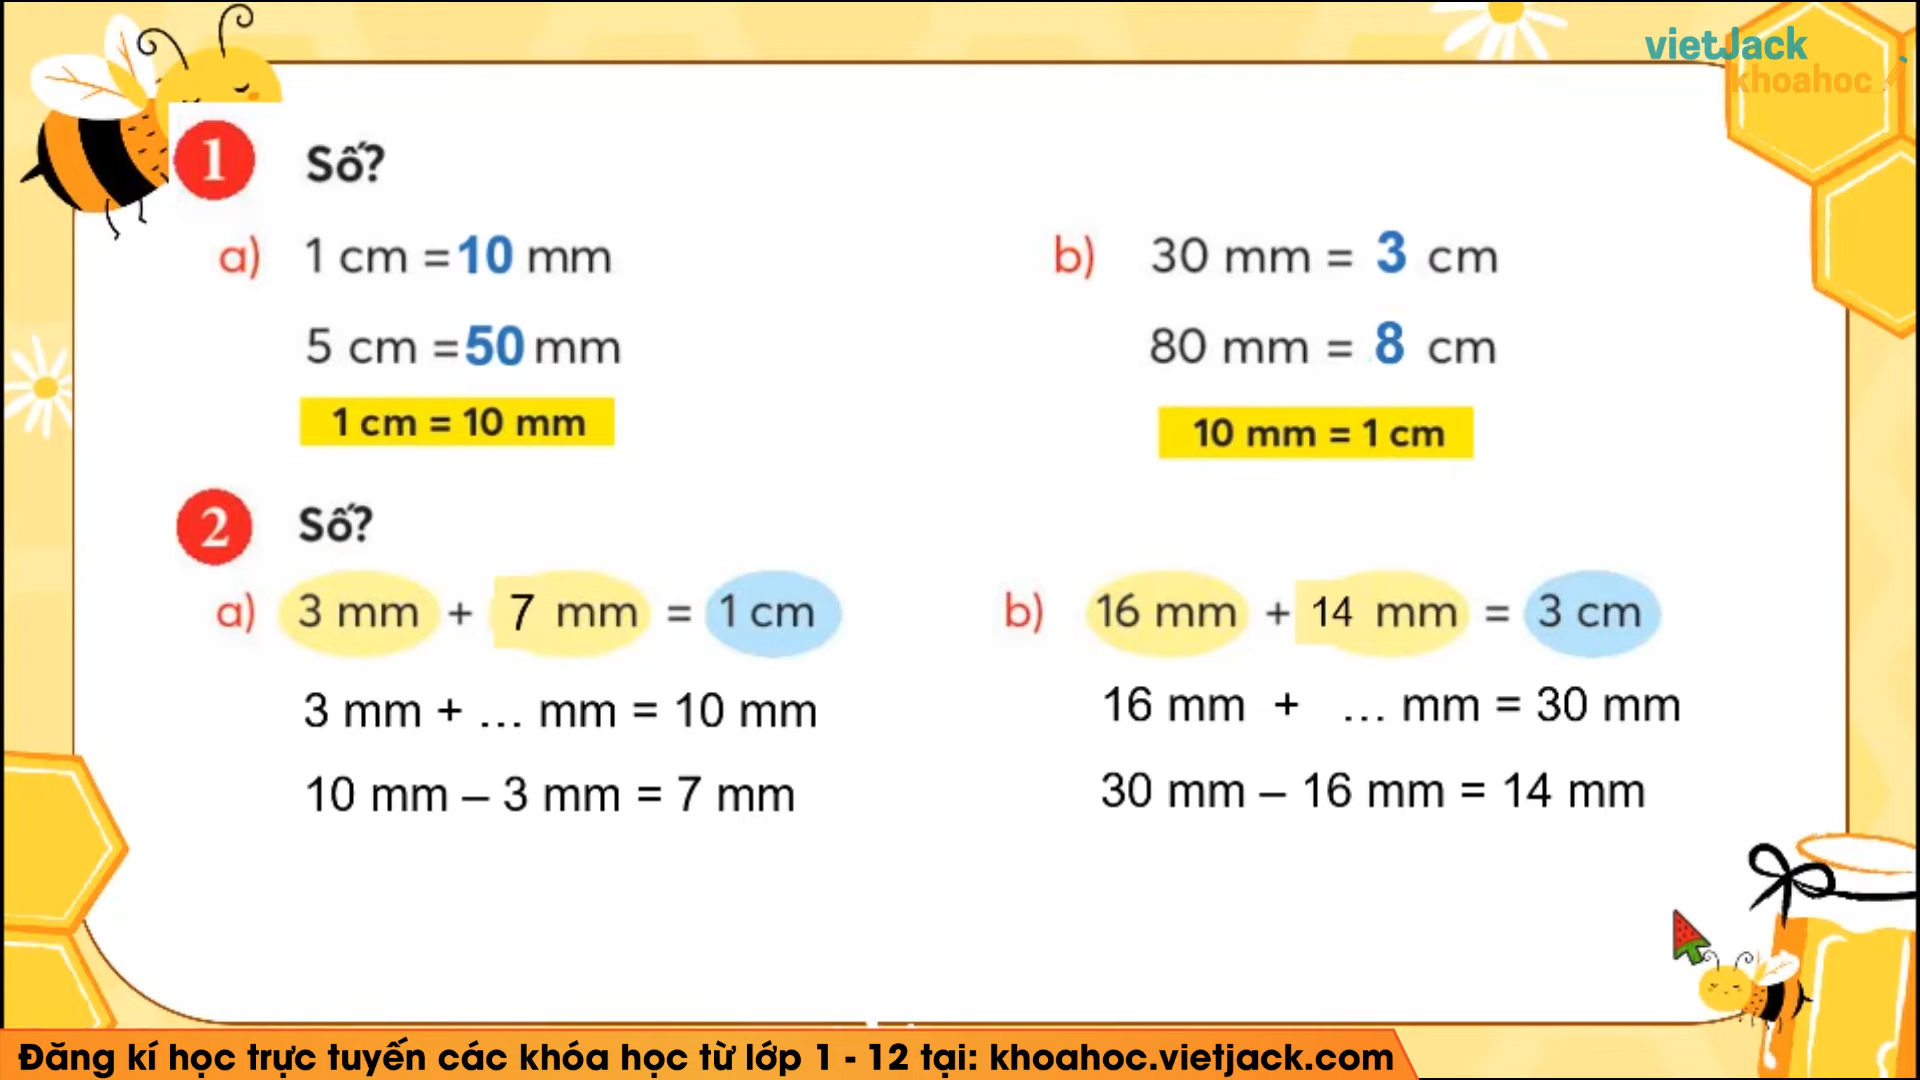 vietJack
khoahoc
1 Số?
a) 1 cm = 10 mm
5 cm = 50 mm
1 cm = 10 mm
b) 30 mm = 3 cm
80 mm = 8 cm
10 mm = 1 cm
2 Số?
a) 3 mm + 7 mm = 1 cm
3 mm + ... mm = 10 mm
10 mm – 3 mm = 7 mm
b) 16 mm + 14 mm = 3 cm
16 mm + ... mm = 30 mm
30 mm – 16 mm = 14 mm
Đăng kí học trực tuyến các khóa học từ lớp 1 - 12 tại: khoahoc.vietjack.com